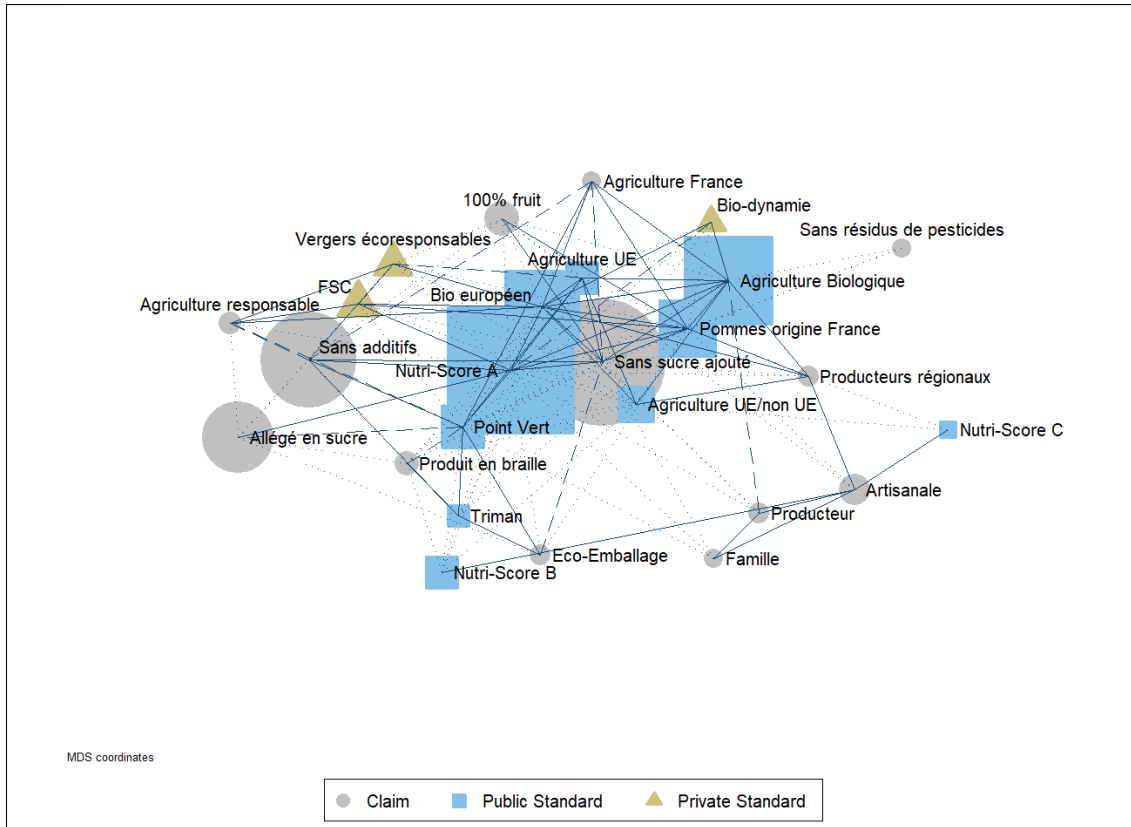 Agriculture France
100% fruit
Bio-dynamie
Sans résidus de pesticides
Vergers écoresponsables
Agriculture UE
Agriculture Biologique
FSC
Bio européen
Agriculture responsable
Pommes origine France
Sans additifs
Sans sucre ajouté
Nutri-Score A
Producteurs régionaux
Agriculture UE/non UE
Point Vert
Nutri-Score C
Allégé en sucre
Produit en braille
Artisanale
Triman
Producteur
Eco-Emballage
Famille
Nutri-Score B
MDS coordinates
Claim
Public Standard
Private Standard